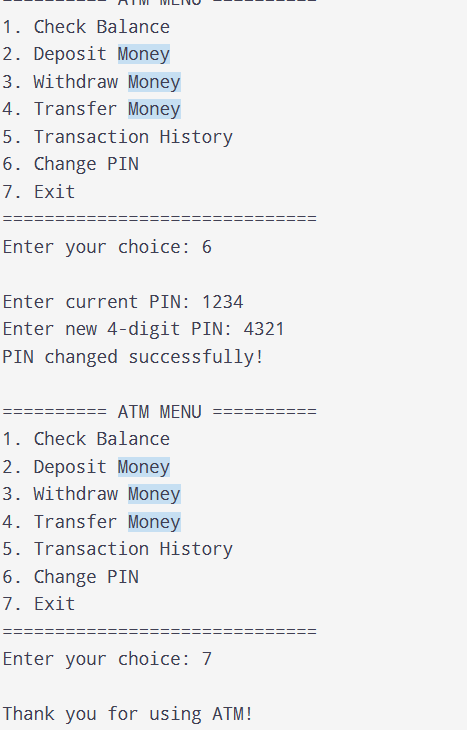 ========== ATM MENU ==========
1. Check Balance
2. Deposit Money
3. Withdraw Money
4. Transfer Money
5. Transaction History
6. Change PIN
7. Exit
==============================
Enter your choice: 6
Enter current PIN: 1234
Enter new 4-digit PIN: 4321
PIN changed successfully!
========== ATM MENU ==========
1. Check Balance
2. Deposit Money
3. Withdraw Money
4. Transfer Money
5. Transaction History
6. Change PIN
7. Exit
==============================
Enter your choice: 7
Thank you for using ATM!